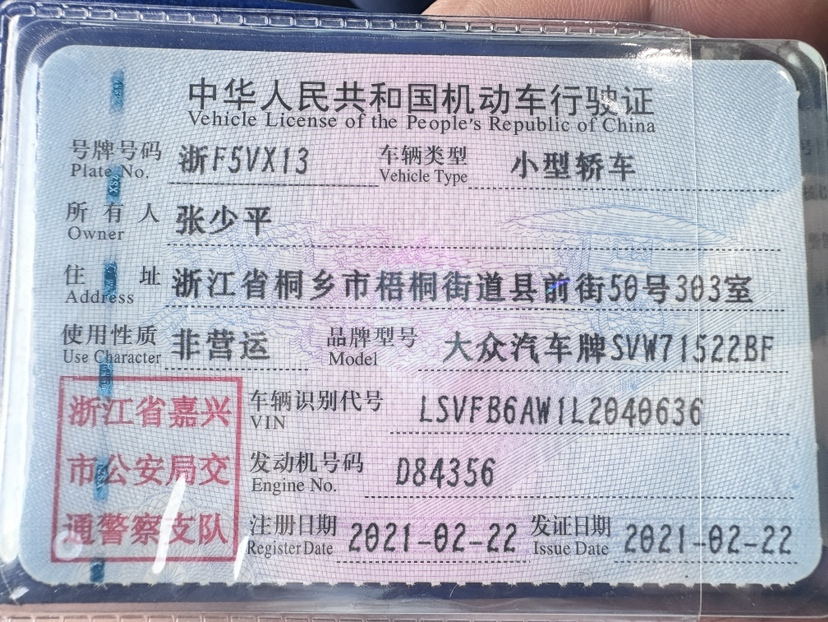 中华人民共和国机动车行驶证
Vehicle License of the People's Republic of China
号牌号码 浙F5VX13 车辆类型 小型轿车
Plate No. Vehicle Type
所有人 张少平
Owner
住址 浙江省桐乡市梧桐街道县前街50号303室
Address
使用性质 非营运 品牌型号 大众汽车牌SVW71522BF
Use Character Model
浙江省嘉兴 车辆识别代号 LSVFB6AW1L2040636
VIN
市公安局交 发动机号码 D84356
Engine No.
通警察支队 注册日期 2021-02-22 发证日期 2021-02-22
Register Date Issue Date